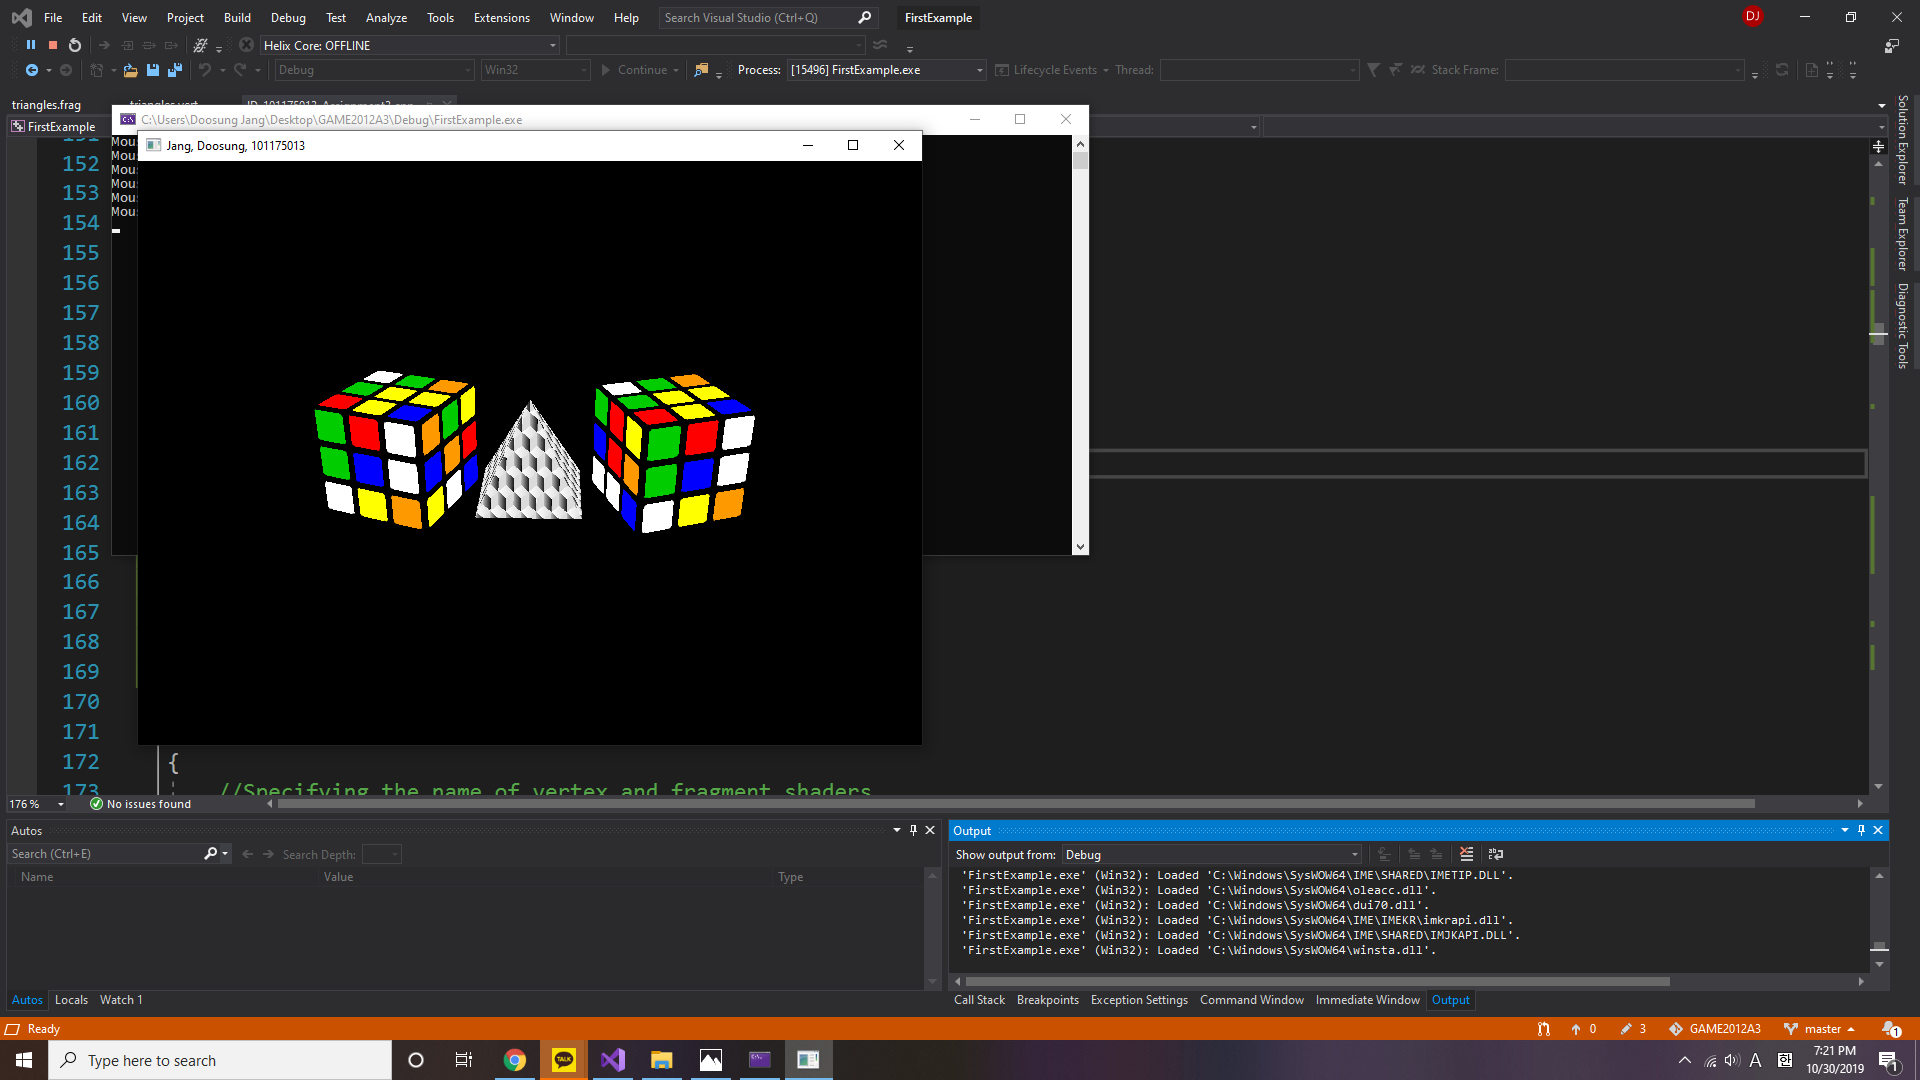 File Edit View Project Build Debug Test Analyze Tools Extensions Window Help Search Visual Studio (Ctrl+Q) FirstExample DJ
Helix Core: OFFLINE
Debug Win32 Continue Process: [15496] FirstExample.exe Lifecycle Events Thread: Stack Frame:
triangles.frag
FirstExample
C:\Users\Doosung Jang\Desktop\GAME2012A3\Debug\FirstExample.exe
Jang, Doosung, 101175013
Mou
Mou
Mou
Mou
Mou
Mou
152
153
154
155
156
157
158
159
160
161
162
163
164
165
166
167
168
169
170
171
172 {
173 //Specifying the name of vertex and fragment shaders
Solution Explorer
Team Explorer
Diagnostic Tools
176 % No issues found
Autos
Search (Ctrl+E) Search Depth:
Name Value Type
Autos Locals Watch 1
Output
Show output from: Debug
'FirstExample.exe' (Win32): Loaded 'C:\Windows\SysWOW64\IME\SHARED\IMETIP.DLL'.
'FirstExample.exe' (Win32): Loaded 'C:\Windows\SysWOW64\oleacc.dll'.
'FirstExample.exe' (Win32): Loaded 'C:\Windows\SysWOW64\dui70.dll'.
'FirstExample.exe' (Win32): Loaded 'C:\Windows\SysWOW64\IME\IMEKR\imkrapi.dll'.
'FirstExample.exe' (Win32): Loaded 'C:\Windows\SysWOW64\IME\SHARED\IMJKAPI.DLL'.
'FirstExample.exe' (Win32): Loaded 'C:\Windows\SysWOW64\winsta.dll'.
Call Stack Breakpoints Exception Settings Command Window Immediate Window Output
Ready 0 3 GAME2012A3 master 1
Type here to search TALK A 한 7:21 PM
10/30/2019 1